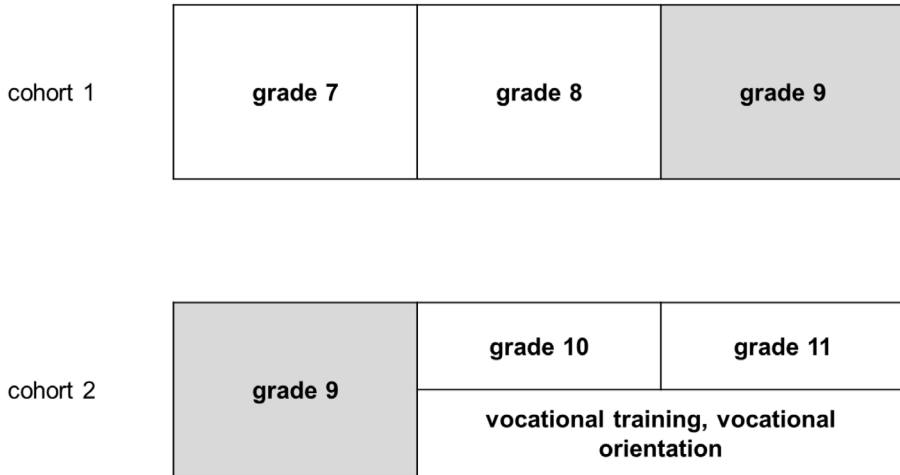 cohort 1
grade 7
grade 8
grade 9
cohort 2
grade 9
grade 10
grade 11
vocational training, vocational
orientation